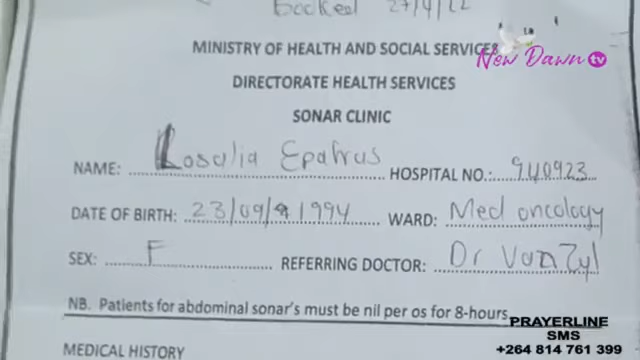 Booked 27/4/22
MINISTRY OF HEALTH AND SOCIAL SERVICES
New Dawn tv
DIRECTORATE HEALTH SERVICES
SONAR CLINIC
NAME: Rosalia Epafrus HOSPITAL NO.: 940923
DATE OF BIRTH: 23/09/1994 WARD: Med oncology
SEX: F REFERRING DOCTOR: Dr Van Zyl
NB. Patients for abdominal sonar's must be nil per os for 8-hours.
PRAYERLINE
SMS
+264 814 761 399
MEDICAL HISTORY